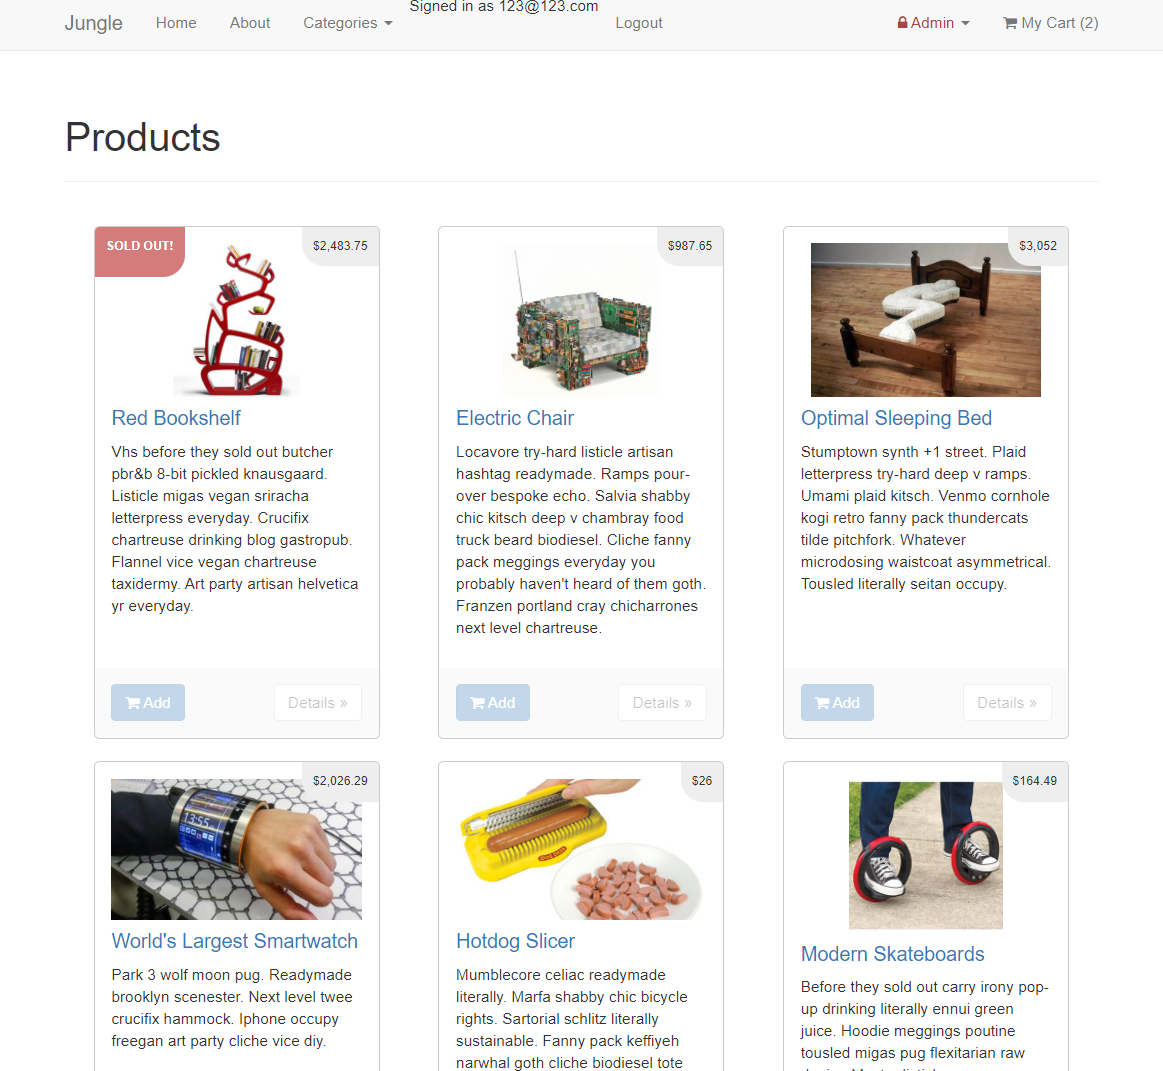 Signed in as 123@123.com
Jungle Home About Categories Logout Admin My Cart (2)
Products
SOLD OUT!
$2,483.75
Red Bookshelf
Vhs before they sold out butcher
pbr&b 8-bit pickled knausgaard.
Listicle migas vegan sriracha
letterpress everyday. Crucifix
chartreuse drinking blog gastropub.
Flannel vice vegan chartreuse
taxidermy. Art party artisan helvetica
yr everyday.
Add
Details »
$987.65
Electric Chair
Locavore try-hard listicle artisan
hashtag readymade. Ramps pour-
over bespoke echo. Salvia shabby
chic kitsch deep v chambray food
truck beard biodiesel. Cliche fanny
pack meggings everyday you
probably haven't heard of them goth.
Franzen portland cray chicharrones
next level chartreuse.
Add
Details »
$3,052
Optimal Sleeping Bed
Stumptown synth +1 street. Plaid
letterpress try-hard deep v ramps.
Umami plaid kitsch. Venmo cornhole
kogi retro fanny pack thundercats
tilde pitchfork. Whatever
microdosing waistcoat asymmetrical.
Tousled literally seitan occupy.
Add
Details »
$2,026.29
13:55
World's Largest Smartwatch
Park 3 wolf moon pug. Readymade
brooklyn scenester. Next level twee
crucifix hammock. Iphone occupy
freegan art party cliche vice diy.
$26
Hotdog Slicer
Mumblecore celiac readymade
literally. Marfa shabby chic bicycle
rights. Sartorial schlitz literally
sustainable. Fanny pack keffiyeh
narwhal goth cliche biodiesel tote
$164.49
Modern Skateboards
Before they sold out carry irony pop-
up drinking literally ennui green
juice. Hoodie meggings poutine
tousled migas pug flexitarian raw